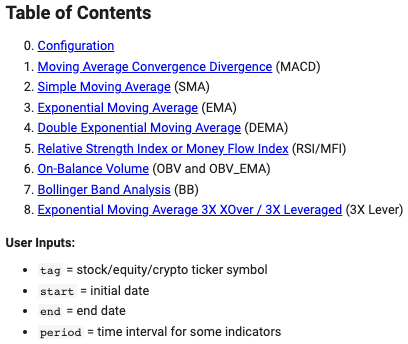 Table of Contents
0. Configuration
1. Moving Average Convergence Divergence (MACD)
2. Simple Moving Average (SMA)
3. Exponential Moving Average (EMA)
4. Double Exponential Moving Average (DEMA)
5. Relative Strength Index or Money Flow Index (RSI/MFI)
6. On-Balance Volume (OBV and OBV_EMA)
7. Bollinger Band Analysis (BB)
8. Exponential Moving Average 3X XOver / 3X Leveraged (3X Lever)
User Inputs:
• tag = stock/equity/crypto ticker symbol
• start = initial date
• end = end date
• period = time interval for some indicators